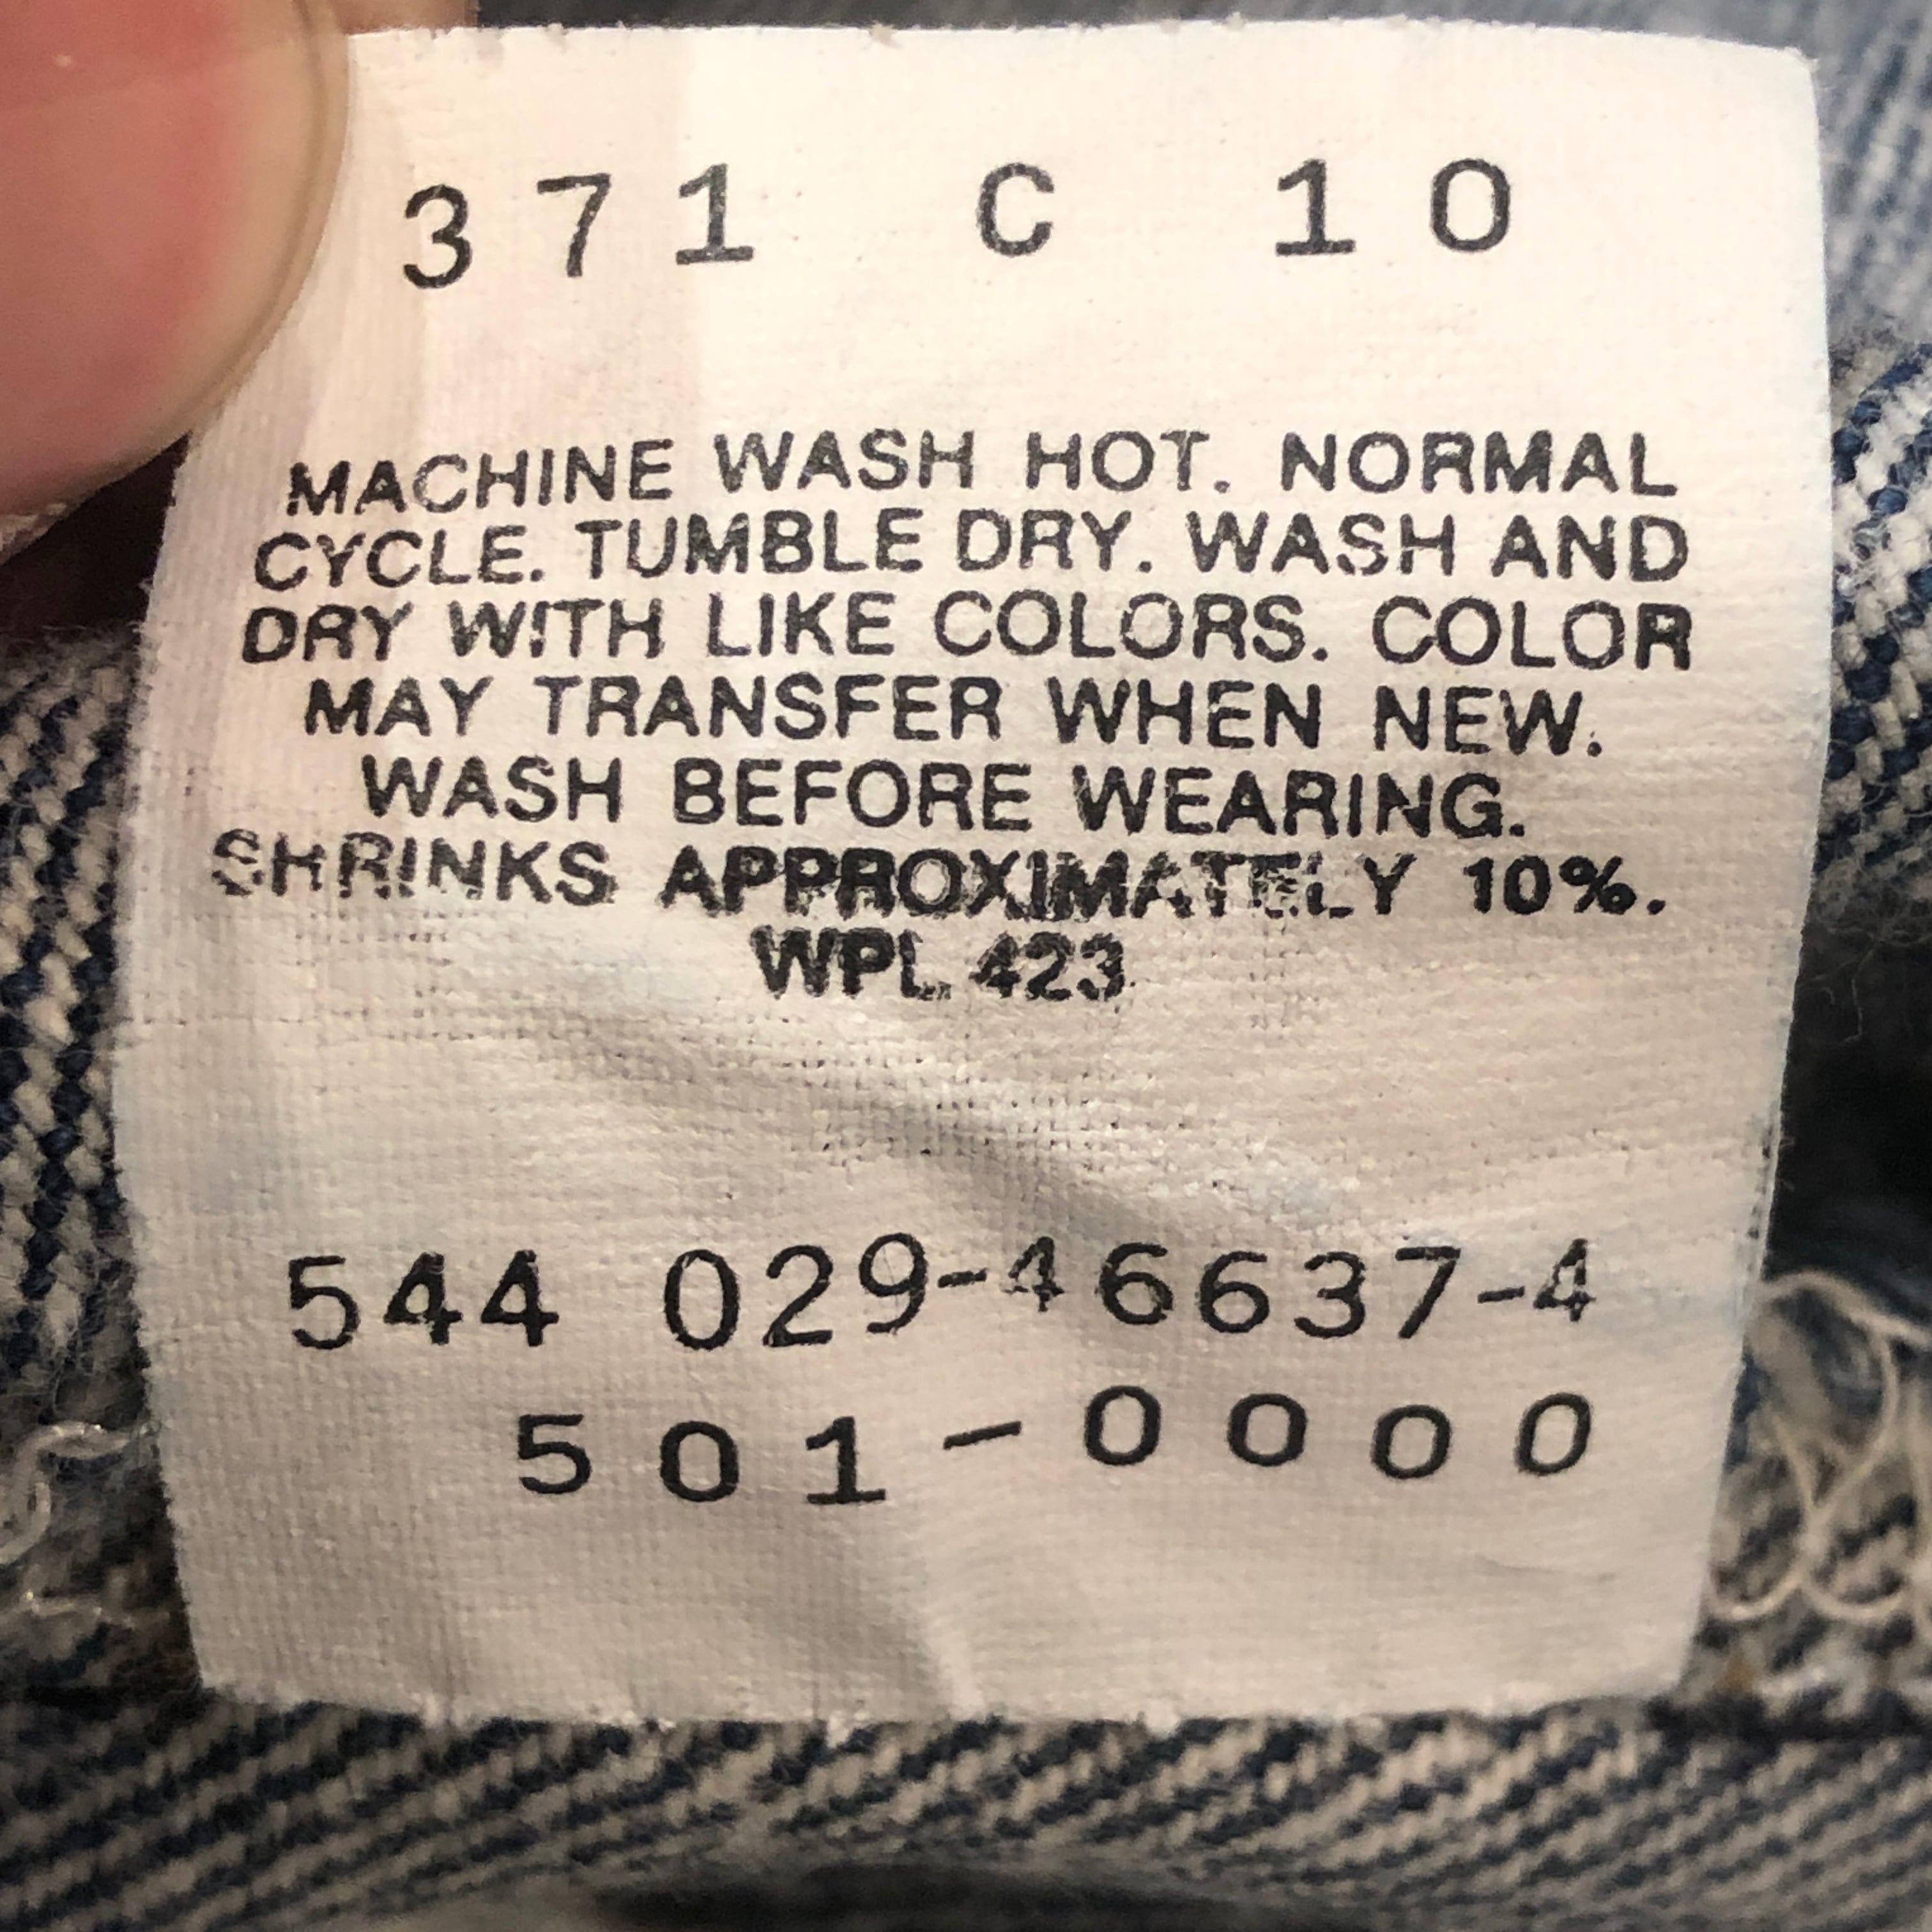 371 C 10
MACHINE WASH HOT. NORMAL
CYCLE. TUMBLE DRY. WASH AND
DRY WITH LIKE COLORS. COLOR
MAY TRANSFER WHEN NEW.
WASH BEFORE WEARING.
SHRINKS APPROXIMATELY 10%.
WPL 423
544 029-46637-4
501-0000